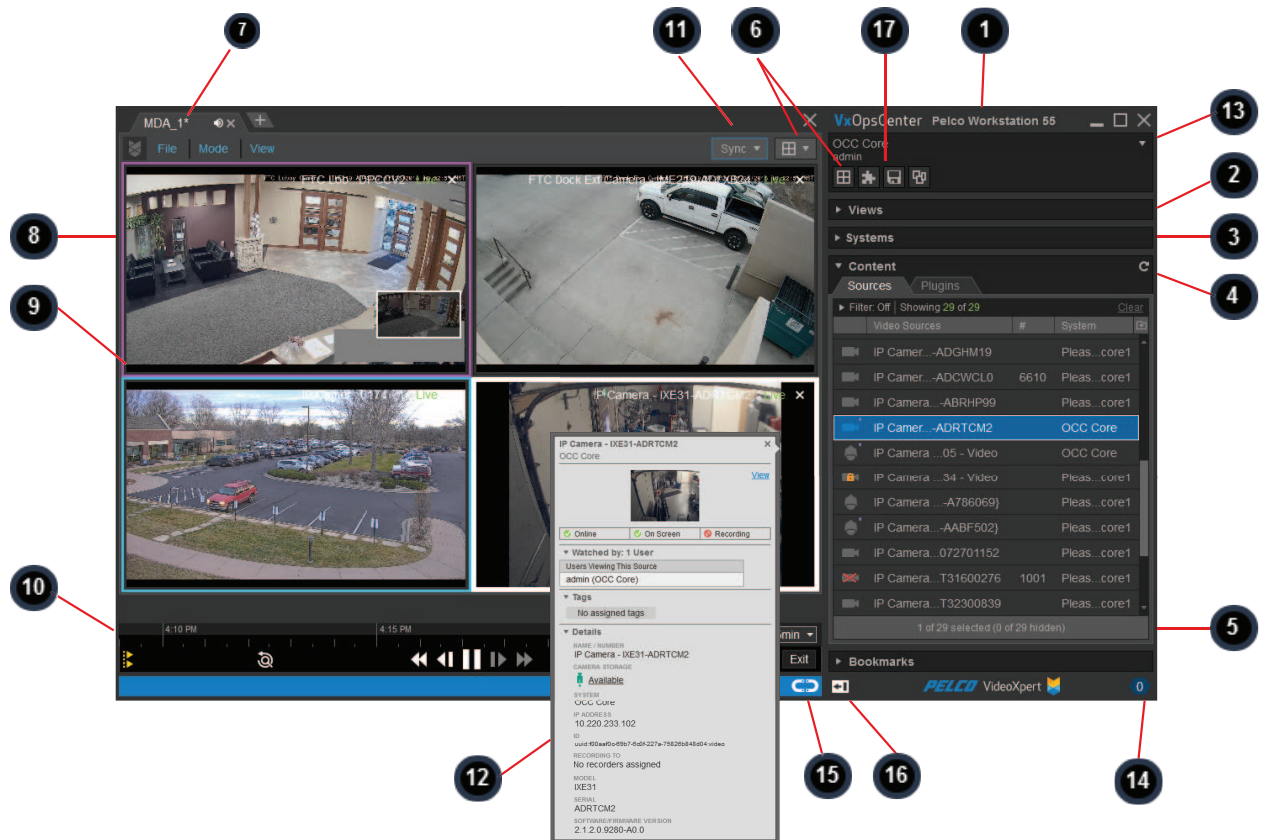 7
11
6
17
1
MDA_1*
VxOpsCenter Pelco Workstation 55
13
File Mode View
Sync
OCC Core
admin
Views
2
Systems
3
Content
4
Sources Plugins
Filter: Off Showing 29 of 29 Clear
Video Sources # System
IP Camer...-ADGHM19 Pleas...core1
IP Camer...-ADCWCL0 6610 Pleas...core1
IP Camera...-ABRHP99 Pleas...core1
IP Camer...-ADRTCM2 OCC Core
IP Camera ...05 - Video OCC Core
IP Camera ...34 - Video Pleas...core1
IP Camera ...-A786069} Pleas...core1
IP Camera ...-AABF502} Pleas...core1
IP Camera...072701152 Pleas...core1
IP Camera...T31600276 1001 Pleas...core1
IP Camera...T32300839 Pleas...core1
1 of 29 selected (0 of 29 hidden)
5
Bookmarks
PELCO VideoXpert
0
8
9
Live
FTC Dock Ext Camera
Live
Live
IP Camera - IXE31-ADRTCM2
10
4:10 PM 4:15 PM
Exit
IP Camera - IXE31-ADRTCM2
OCC Core
View
Online On Screen Recording
Watched by: 1 User
Users Viewing This Source
admin (OCC Core)
Tags
No assigned tags
Details
NAME / NUMBER
IP Camera - IXE31-ADRTCM2
CAMERA STORAGE
Available
SYSTEM
OCC Core
IP ADDRESS
10.220.233.102
ID
RECORDING TO
No recorders assigned
MODEL
IXE31
SERIAL
ADRTCM2
SOFTWARE/FIRMWARE VERSION
2.1.2.0.9280-A0.0
12
15
16
14